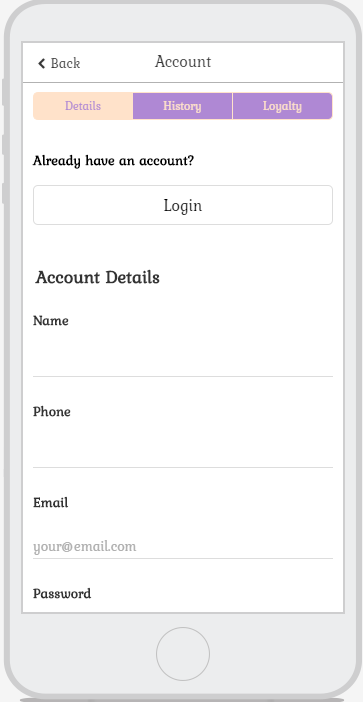 Back Account
Details History Loyalty
Already have an account?
Login
Account Details
Name
Phone
Email
your@email.com
Password